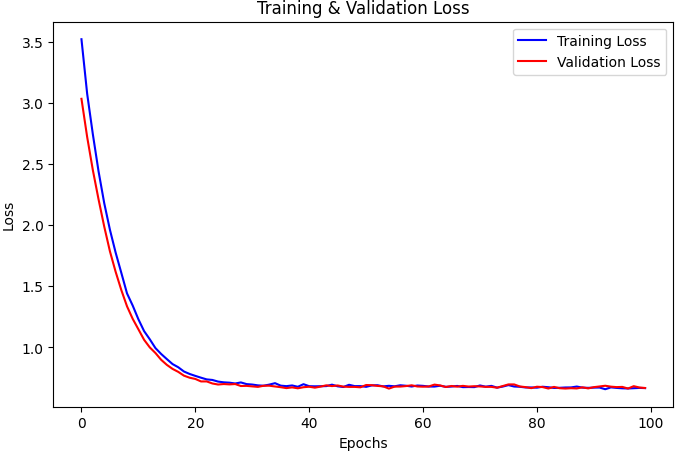 Training & Validation Loss
Training Loss
Validation Loss
3.5
3.0
2.5
2.0
1.5
1.0
Loss
0 20 40 60 80 100
Epochs